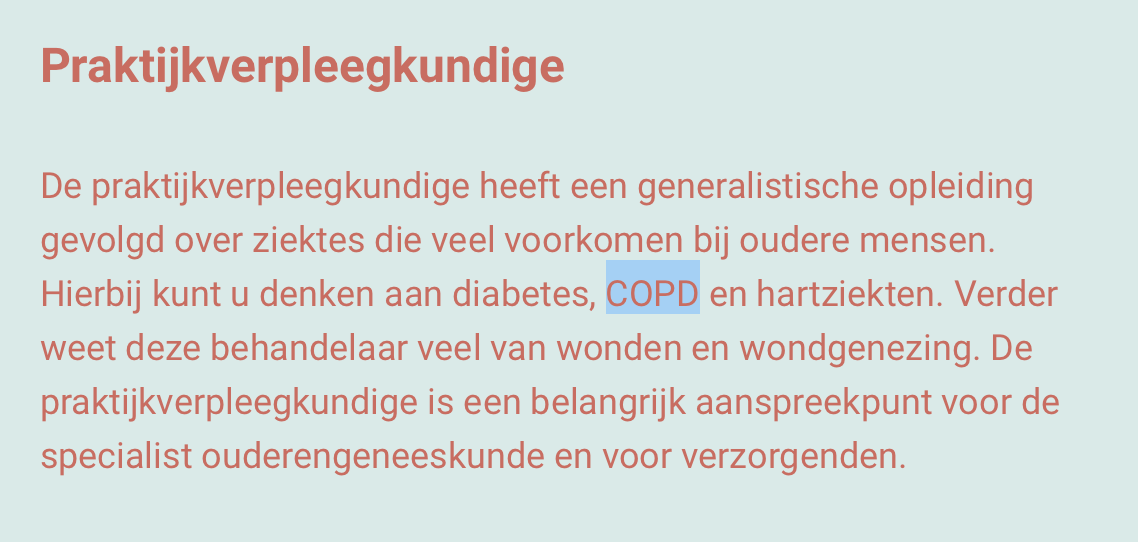 Praktijkverpleegkundige
De praktijkverpleegkundige heeft een generalistische opleiding
gevolgd over ziektes die veel voorkomen bij oudere mensen.
Hierbij kunt u denken aan diabetes, COPD en hartziekten. Verder
weet deze behandelaar veel van wonden en wondgenezing. De
praktijkverpleegkundige is een belangrijk aanspreekpunt voor de
specialist ouderengeneeskunde en voor verzorgenden.